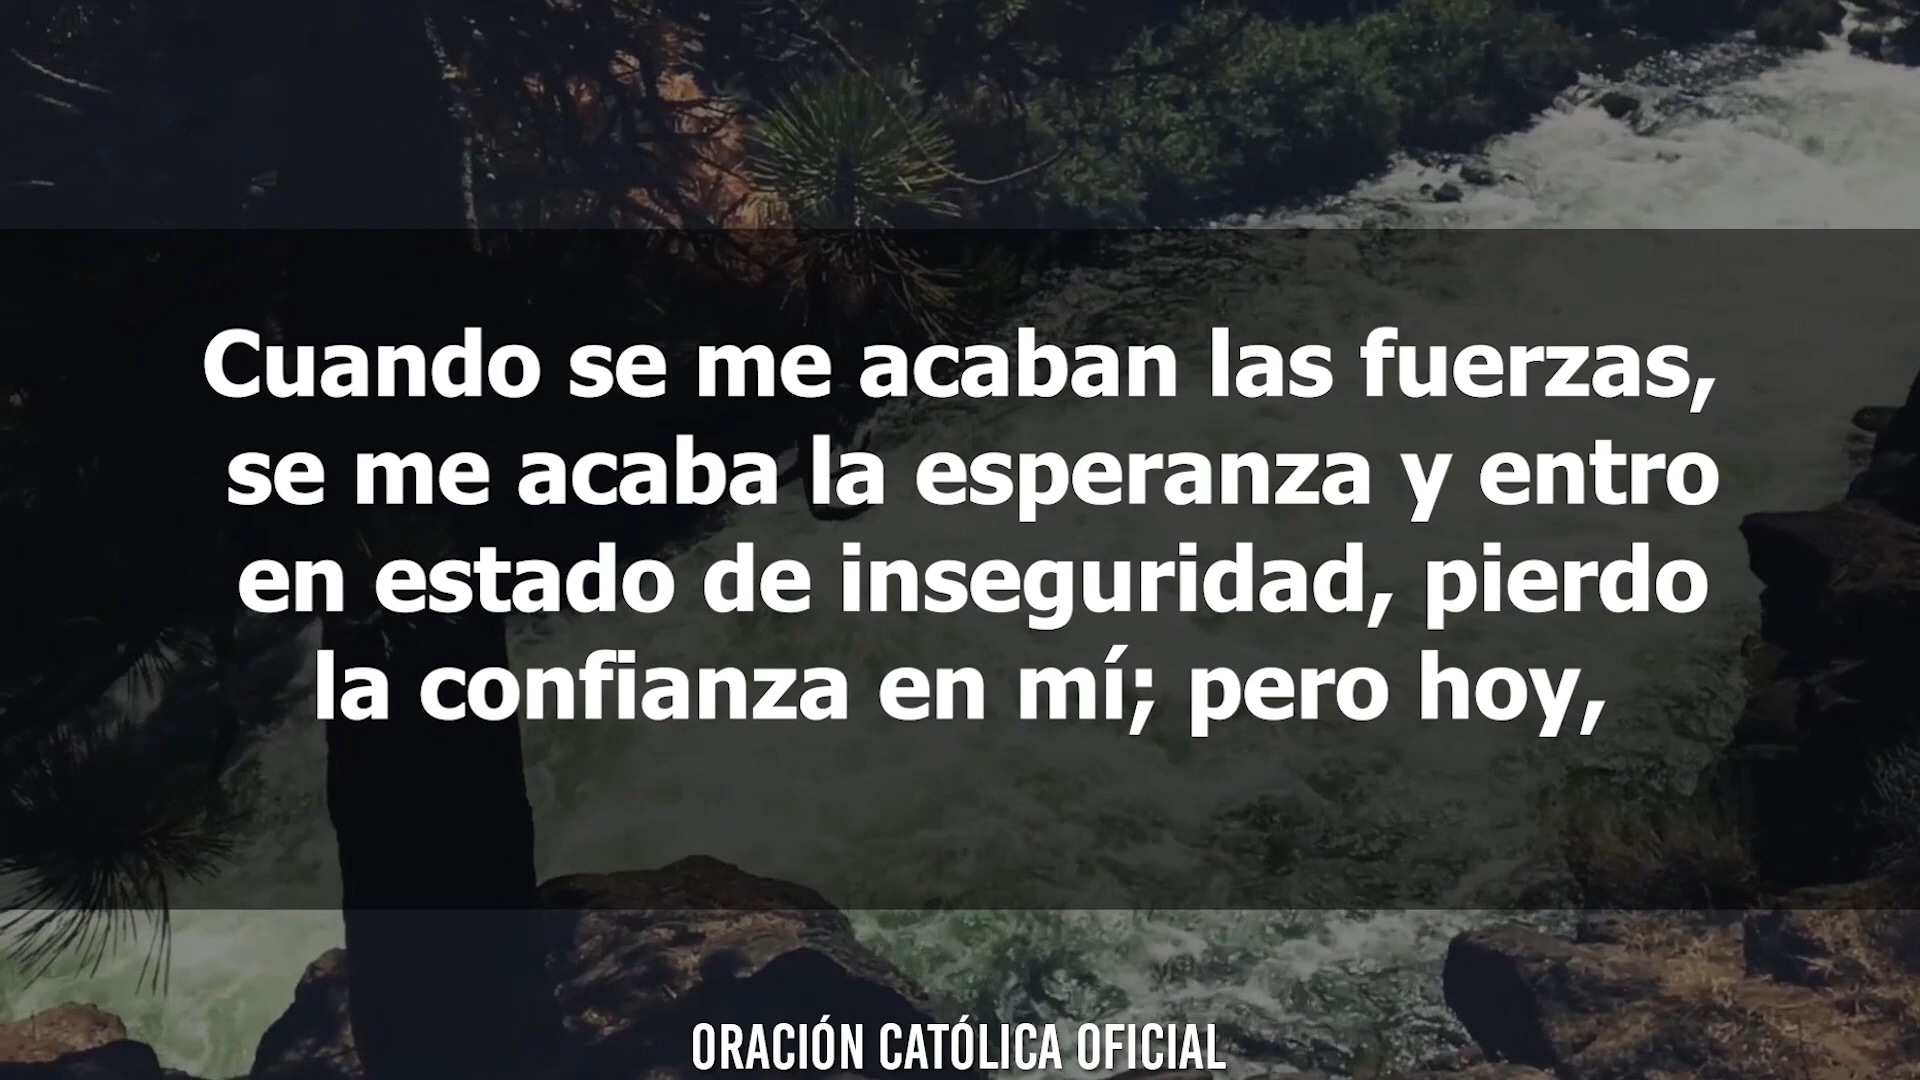 Cuando se me acaban las fuerzas,
se me acaba la esperanza y entro
en estado de inseguridad, pierdo
la confianza en mí; pero hoy,
ORACIÓN CATÓLICA OFICIAL